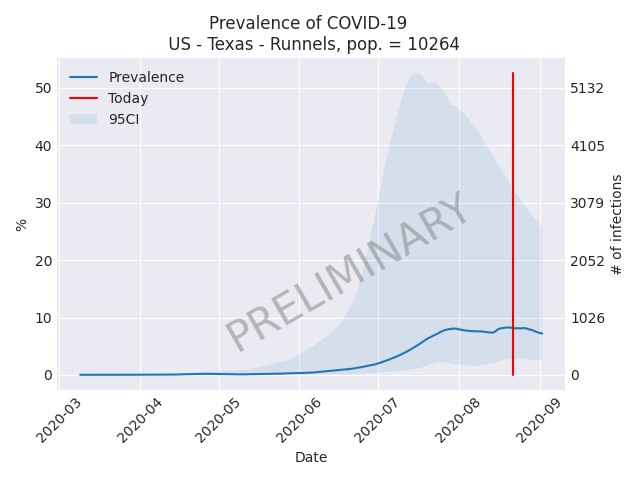 Prevalence of COVID-19
US - Texas - Runnels, pop. = 10264
Prevalence
Today
95CI
PRELIMINARY
%
50
40
30
20
10
0
5132
4105
3079
2052
1026
0
# of infections
2020-03
2020-04
2020-05
2020-06
2020-07
2020-08
2020-09
Date